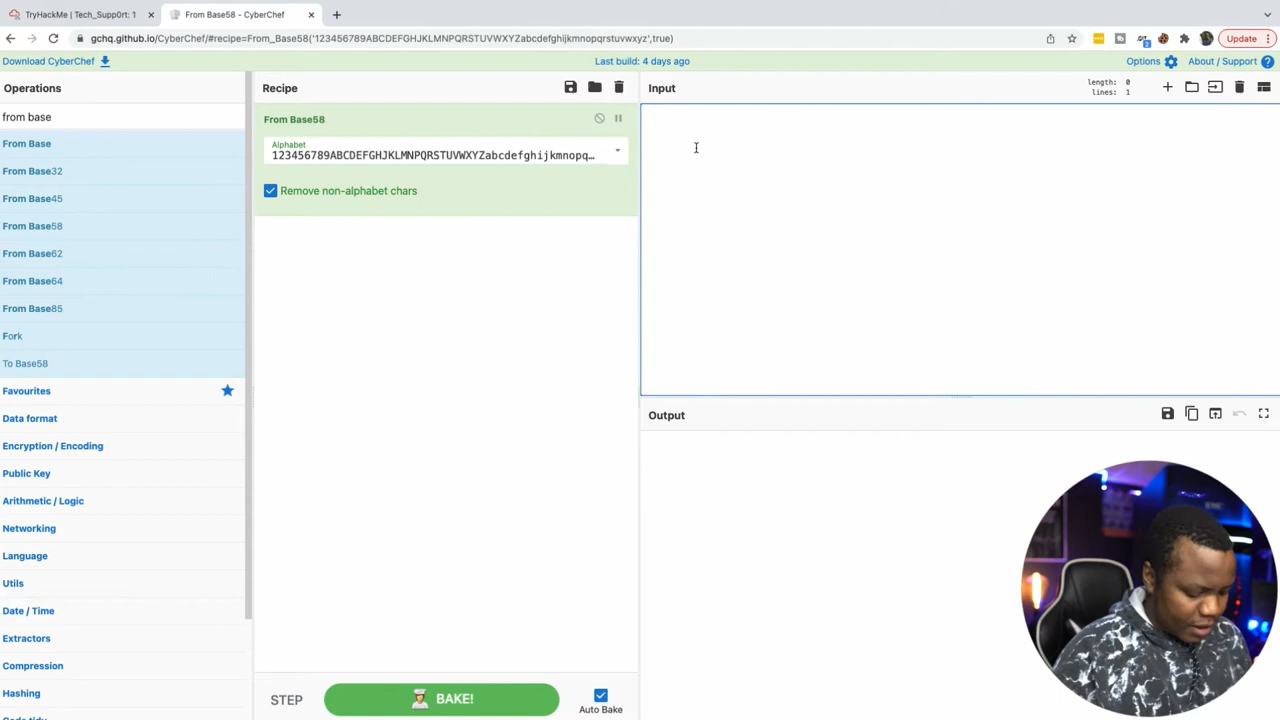 TryHackMe | Tech_Supp0rt: 1
From Base58 - CyberChef
gchq.github.io/CyberChef/#recipe=From_Base58('123456789ABCDEFGHJKLMNPQRSTUVWXYZabcdefghijkmnopqrstuvwxyz',true)
Update
Download CyberChef
Last build: 4 days ago
Options
About / Support
Operations
from base
From Base
From Base32
From Base45
From Base58
From Base62
From Base64
From Base85
Fork
To Base58
Favourites
Data format
Encryption / Encoding
Public Key
Arithmetic / Logic
Networking
Language
Utils
Date / Time
Extractors
Compression
Hashing
Recipe
From Base58
Alphabet
123456789ABCDEFGHJKLMNPQRSTUVWXYZabcdefghijkmnopq…
Remove non-alphabet chars
STEP
BAKE!
Auto Bake
Input
length: 0
lines: 1
Output